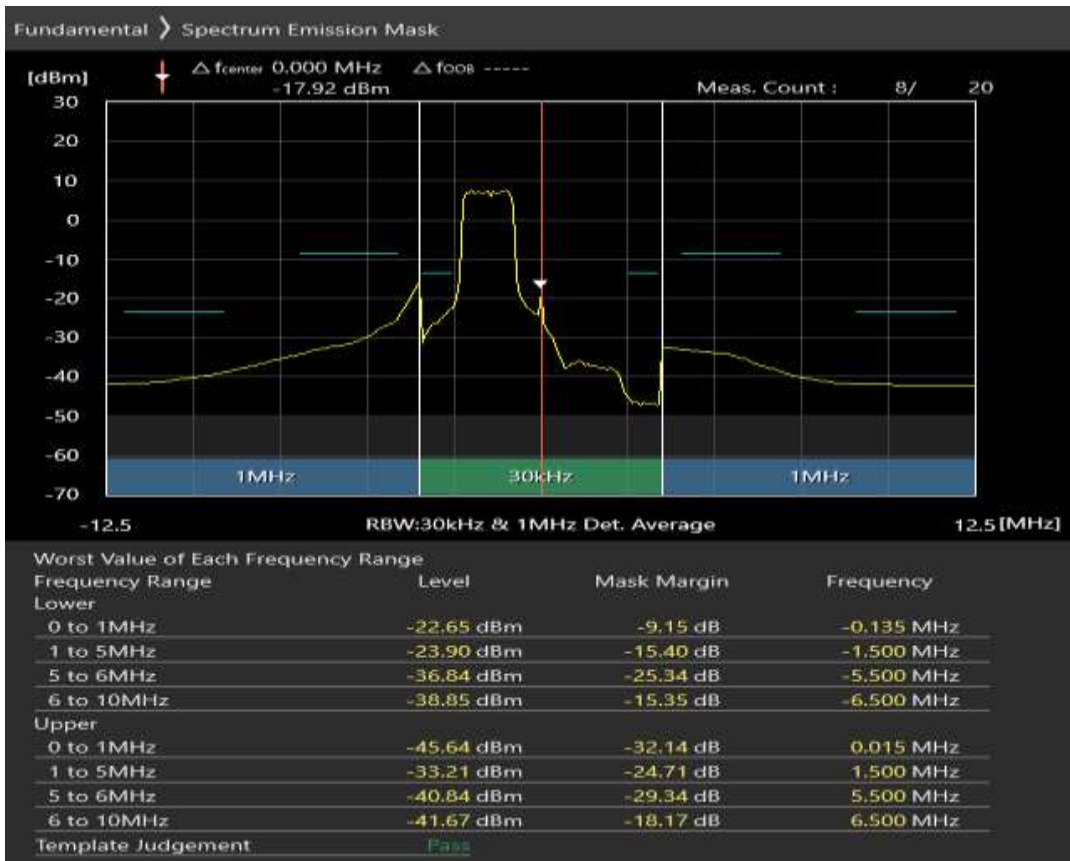 Fundamental ❭ Spectrum Emission Mask
[dBm] △ fcenter 0.000 MHz △ fOOB -----
-17.92 dBm Meas. Count : 8/ 20
30
20
10
0
-10
-20
-30
-40
-50
-60
-70
1MHz 30kHz 1MHz
-12.5 RBW:30kHz & 1MHz Det. Average 12.5 [MHz]
Worst Value of Each Frequency Range
Frequency Range Level Mask Margin Frequency
Lower
0 to 1MHz -22.65 dBm -9.15 dB -0.135 MHz
1 to 5MHz -23.90 dBm -15.40 dB -1.500 MHz
5 to 6MHz -36.84 dBm -25.34 dB -5.500 MHz
6 to 10MHz -38.85 dBm -15.35 dB -6.500 MHz
Upper
0 to 1MHz -45.64 dBm -32.14 dB 0.015 MHz
1 to 5MHz -33.21 dBm -24.71 dB 1.500 MHz
5 to 6MHz -40.84 dBm -29.34 dB 5.500 MHz
6 to 10MHz -41.67 dBm -18.17 dB 6.500 MHz
Template Judgement Pass